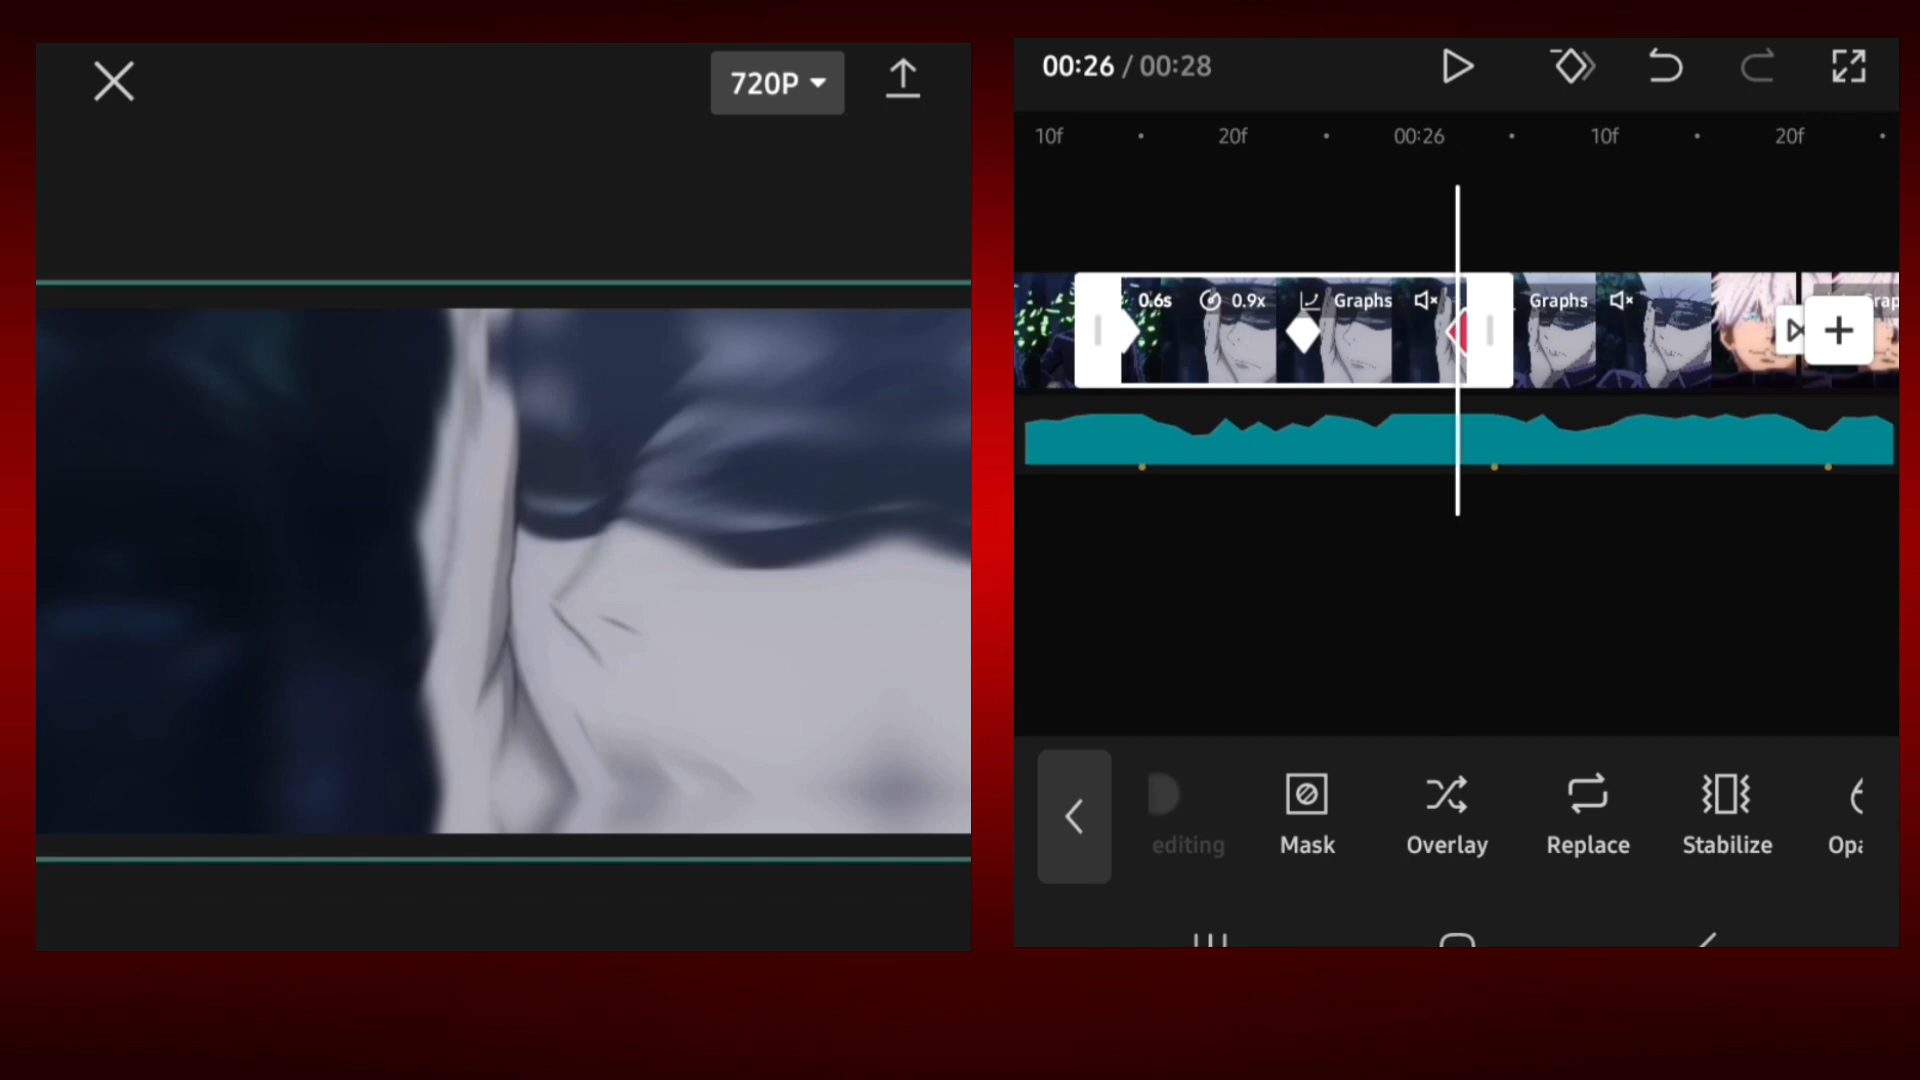 720P
00:26 / 00:28
10f 20f 00:26 10f 20f
0.6s 0.9x Graphs Graphs
editing Mask Overlay Replace Stabilize